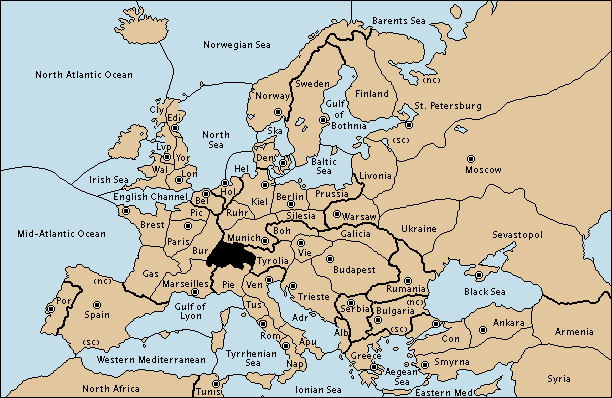 Barents Sea
Norwegian Sea
North Atlantic Ocean
(nc)
Sweden
Finland
Norway
Gulf
of
Bothnia
St. Petersburg
Cly
Edi
Ska
North
Sea
(sc)
Lvp
Yor
Den
Baltic
Sea
Moscow
Wal
Lon
Hel
Livonia
Irish Sea
English Channel
Hol
Kiel
Berlin
Prussia
Bel
Pic
Ruhr
Silesia
Warsaw
Brest
Mid-Atlantic Ocean
Paris
Munich
Boh
Galicia
Ukraine
Sevastopol
Bur
Vie
Tyrolia
Budapest
Gas
Marseilles
Pie
Ven
(nc)
Rumania
Black Sea
Por
Spain
Gulf of
Lyon
Tus
Trieste
Serbia
(nc)
Bulgaria
Adr
(sc)
Rom
Apu
Alb
(sc)
Con
Ankara
Armenia
Western Mediterranean
Tyrrhenian
Sea
Nap
Greece
Aegean
Sea
Smyrna
Syria
North Africa
Tunis
Ionian Sea
Eastern Med